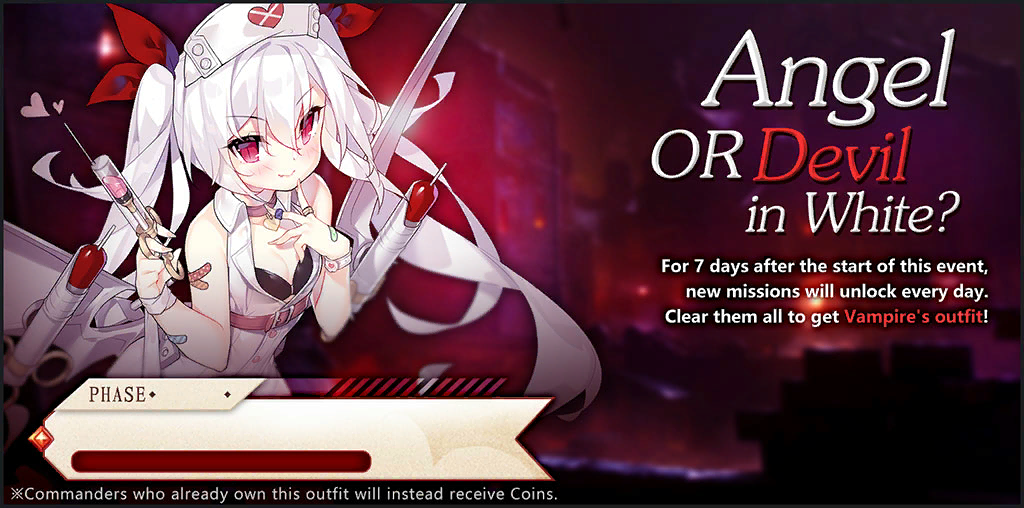 Angel
OR Devil
in White?
For 7 days after the start of this event,
new missions will unlock every day.
Clear them all to get Vampire's outfit!
PHASE
※Commanders who already own this outfit will instead receive Coins.